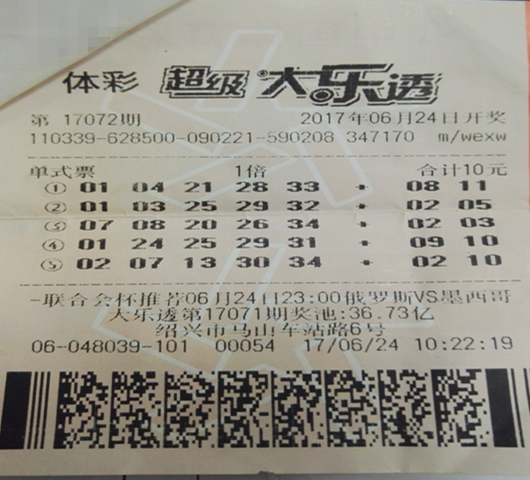 体彩 超级大乐透
第 17072期 2017年06月24日开奖
110339-628500-090221-590208 347170 m/wexw
单式票 1倍 合计10元
① 01 04 21 28 33 + 08 11
② 01 03 25 29 32 + 02 05
③ 07 08 20 26 34 + 02 03
④ 01 24 25 29 31 + 09 10
⑤ 02 07 13 30 34 + 02 10
-联合会杯推荐06月24日23:00俄罗斯VS墨西哥
大乐透第17071期奖池:36.73亿
绍兴市马山车站路6号
06-048039-101 00054 17/06/24 10:22:19